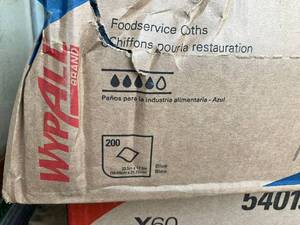 Foodservice Cloths
Chiffons pour la restauration
WYPALL
BRAND
Paños para la industria alimentaria - Azul
200
Blue
Bleu
5401
X60